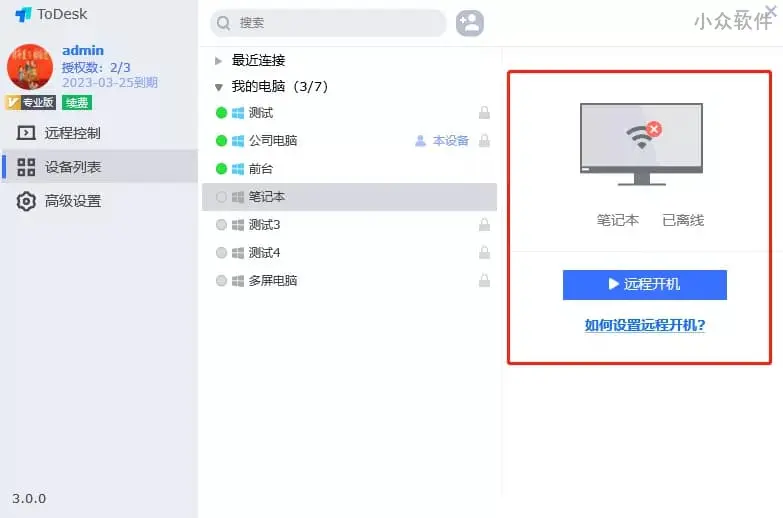 ToDesk
admin
授权数：2/3
2023-03-25到期
V 专业版 续费
远程控制
设备列表
高级设置
3.0.0
搜索
最近连接
我的电脑（3/7）
测试
公司电脑 本设备
前台
笔记本
测试3
测试4
多屏电脑
小众软件
笔记本 已离线
远程开机
如何设置远程开机?